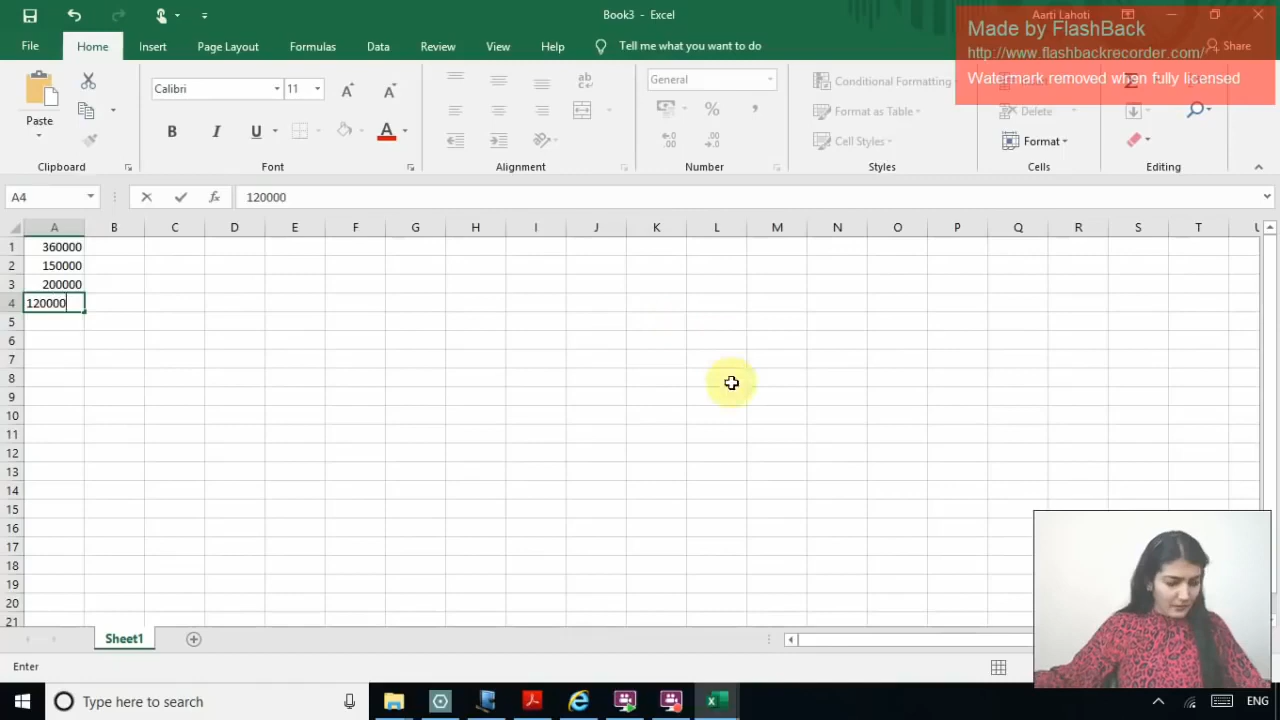 Book3 - Excel
Aarti Lahoti
Made by FlashBack
http://www.flashbackrecorder.com/
Watermark removed when fully licensed
File Home Insert Page Layout Formulas Data Review View Help Tell me what you want to do Share
Calibri 11
General
Conditional Formatting
Format as Table
Delete
Paste
B I U A
Cell Styles
Format
Clipboard Font Alignment Number Styles Cells Editing
A4 fx 120000
A B C D E F G H I J K L M N O P Q R S T U
1 360000
2 150000
3 200000
4 120000
5
6
7
8
9
10
11
12
13
14
15
16
17
18
19
20
21
Sheet1
Enter
Type here to search
ENG